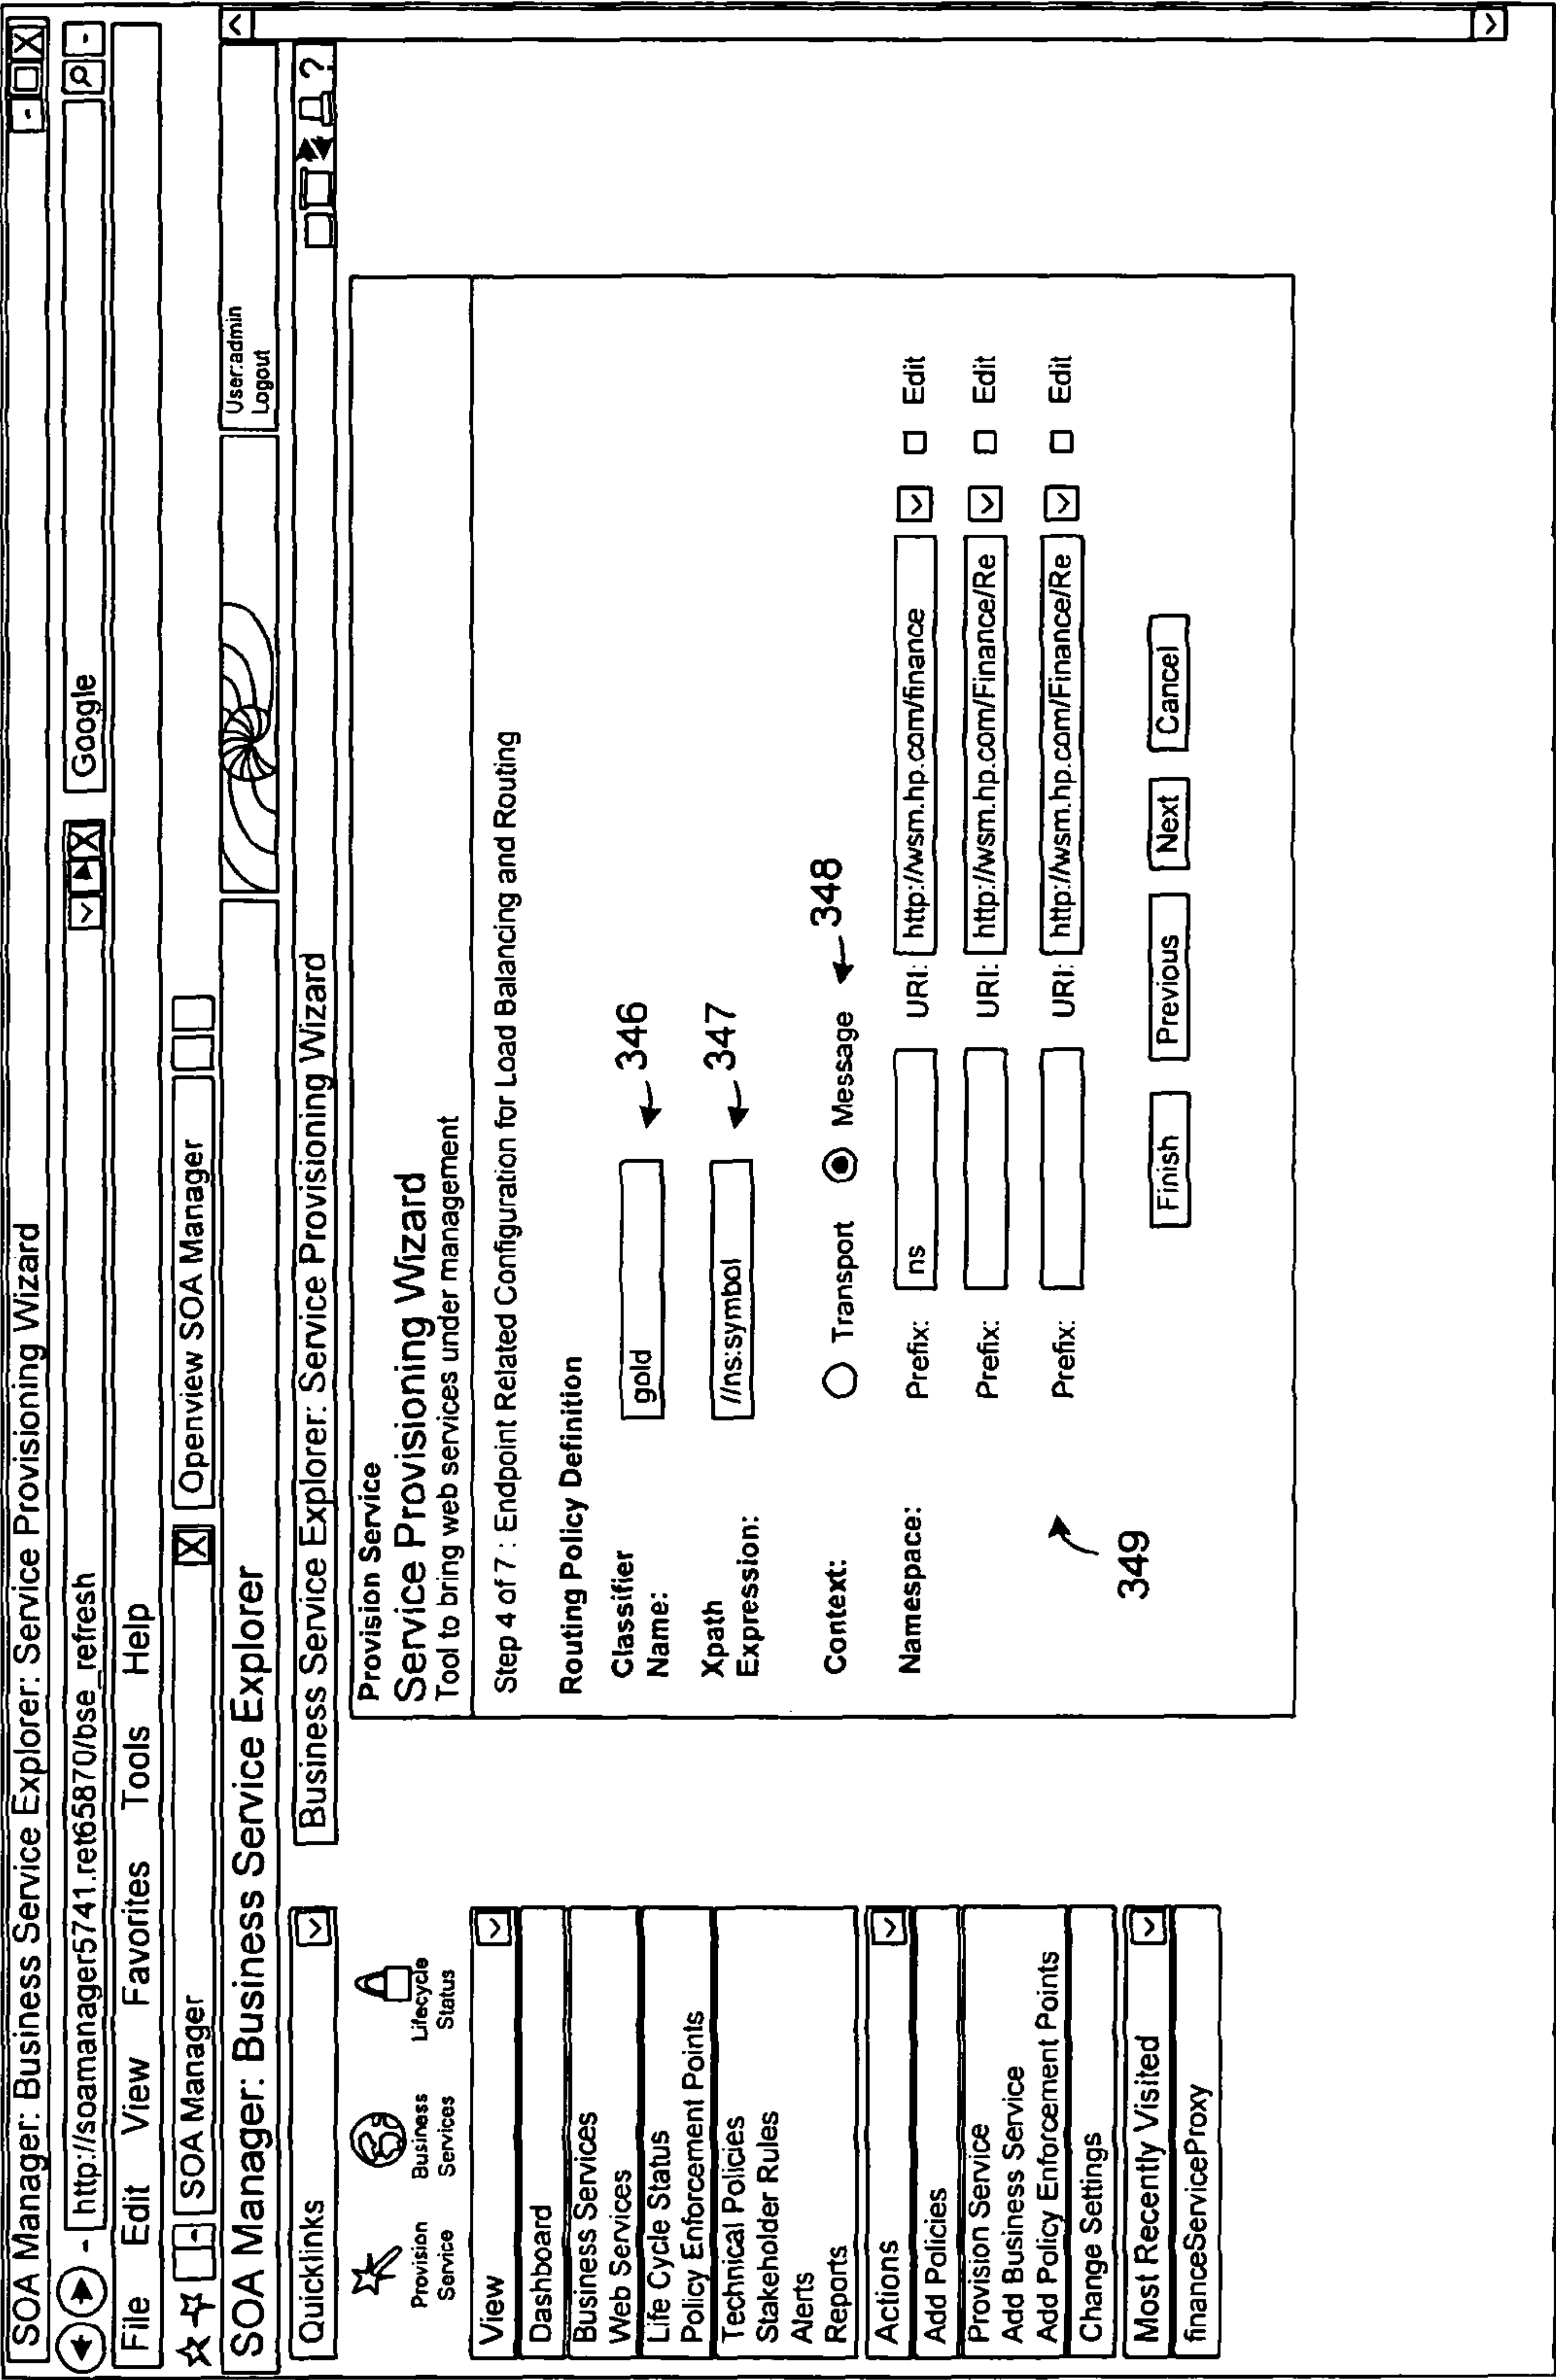 SOA Manager: Business Service Explorer: Service Provisioning Wizard
http://soamanager5741.ret65870/bse_refresh
Google
File Edit View Favorites Tools Help
SOA Manager
Openview SOA Manager
SOA Manager: Business Service Explorer
User:admin
Logout
Quicklinks
Provision Service
Business Services
Lifecycle Status
View
Dashboard
Business Services
Web Services
Life Cycle Status
Policy Enforcement Points
Technical Policies
Stakeholder Rules
Alerts
Reports
Actions
Add Policies
Provision Service
Add Business Service
Add Policy Enforcement Points
Change Settings
Most Recently Visited
financeServiceProxy
Business Service Explorer: Service Provisioning Wizard
?
Provision Service
Service Provisioning Wizard
Tool to bring web services under management
Step 4 of 7 : Endpoint Related Configuration for Load Balancing and Routing
Routing Policy Definition
Classifier Name: gold 346
Xpath Expression: //ns:symbol 347
Context: Transport Message 348
Namespace: Prefix: ns URI: http://wsm.hp.com/finance Edit
Prefix: URI: http://wsm.hp.com/Finance/Re Edit
Prefix: URI: http://wsm.hp.com/Finance/Re Edit
349
Finish Previous Next Cancel